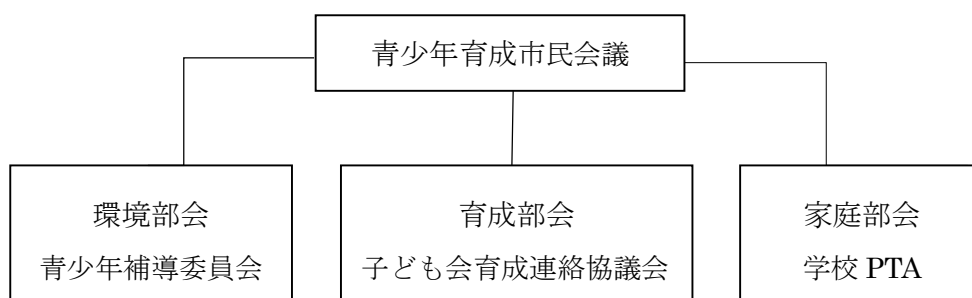 青少年育成市民会議
環境部会
青少年補導委員会
育成部会
子ども会育成連絡協議会
家庭部会
学校 PTA